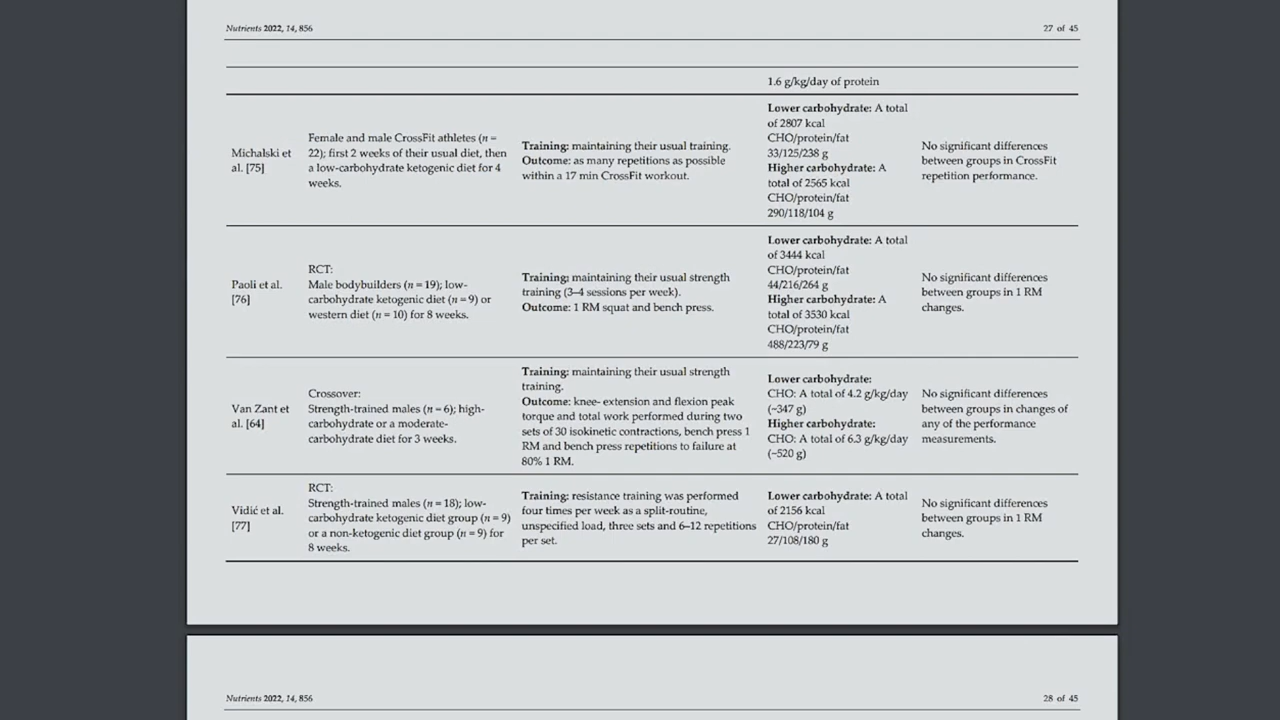 Nutrients 2022, 14, 856
27 of 45
1.6 g/kg/day of protein
Michalski et
al. [75]
Female and male CrossFit athletes (n =
22); first 2 weeks of their usual diet, then
a low-carbohydrate ketogenic diet for 4
weeks.
Training: maintaining their usual training.
Outcome: as many repetitions as possible
within a 17 min CrossFit workout.
Lower carbohydrate: A total
of 2807 kcal
CHO/protein/fat
33/125/238 g
Higher carbohydrate: A
total of 2565 kcal
CHO/protein/fat
290/118/104 g
No significant differences
between groups in CrossFit
repetition performance.
Paoli et al.
[76]
RCT:
Male bodybuilders (n = 19); low-
carbohydrate ketogenic diet (n = 9) or
western diet (n = 10) for 8 weeks.
Training: maintaining their usual strength
training (3–4 sessions per week).
Outcome: 1 RM squat and bench press.
Lower carbohydrate: A total
of 3444 kcal
CHO/protein/fat
44/216/264 g
Higher carbohydrate: A
total of 3530 kcal
CHO/protein/fat
488/223/79 g
No significant differences
between groups in 1 RM
changes.
Van Zant et
al. [64]
Crossover:
Strength-trained males (n = 6); high-
carbohydrate or a moderate-
carbohydrate diet for 3 weeks.
Training: maintaining their usual strength
training.
Outcome: knee- extension and flexion peak
torque and total work performed during two
sets of 30 isokinetic contractions, bench press 1
RM and bench press repetitions to failure at
80% 1 RM.
Lower carbohydrate:
CHO: A total of 4.2 g/kg/day
(~347 g)
Higher carbohydrate:
CHO: A total of 6.3 g/kg/day
(~520 g)
No significant differences
between groups in changes of
any of the performance
measurements.
Vidić et al.
[77]
RCT:
Strength-trained males (n = 18); low-
carbohydrate ketogenic diet group (n = 9)
or a non-ketogenic diet group (n = 9) for
8 weeks.
Training: resistance training was performed
four times per week as a split-routine,
unspecified load, three sets and 6–12 repetitions
per set.
Lower carbohydrate: A total
of 2156 kcal
CHO/protein/fat
27/108/180 g
No significant differences
between groups in 1 RM
changes.
Nutrients 2022, 14, 856
28 of 45